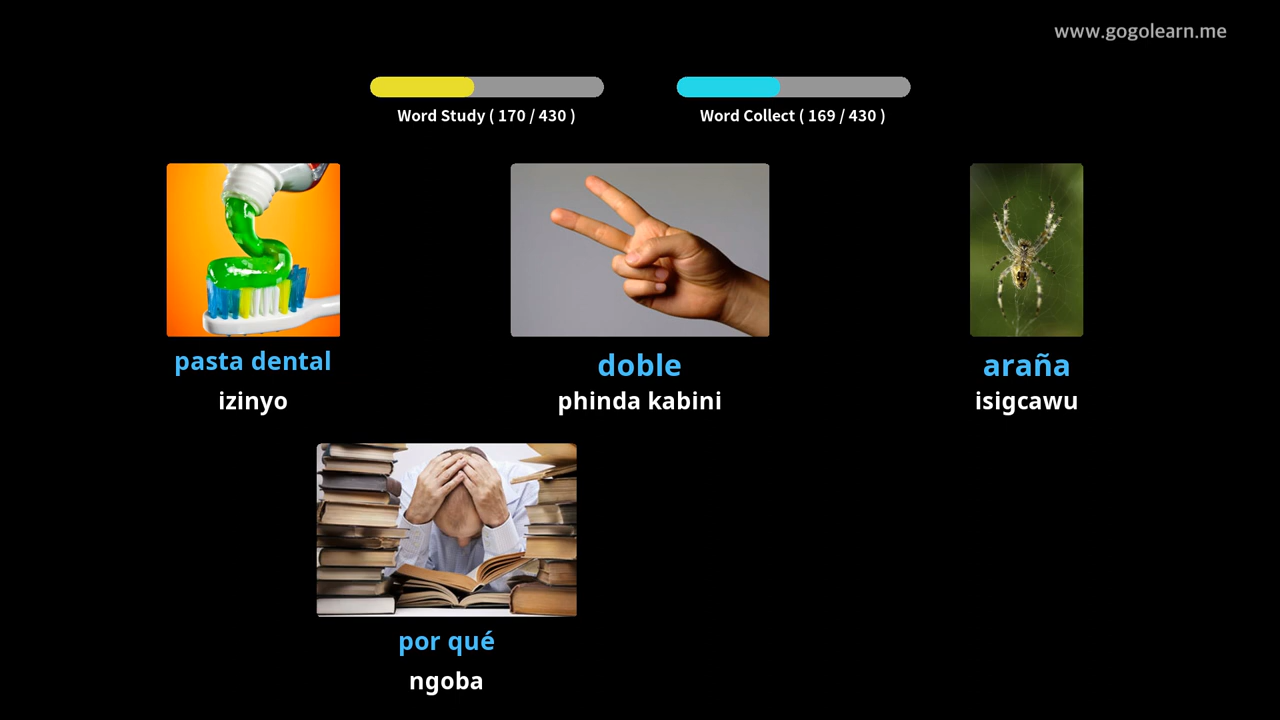 www.gogolearn.me
Word Study ( 170 / 430 )
Word Collect ( 169 / 430 )
pasta dental
izinyo
doble
phinda kabini
araña
isigcawu
por qué
ngoba